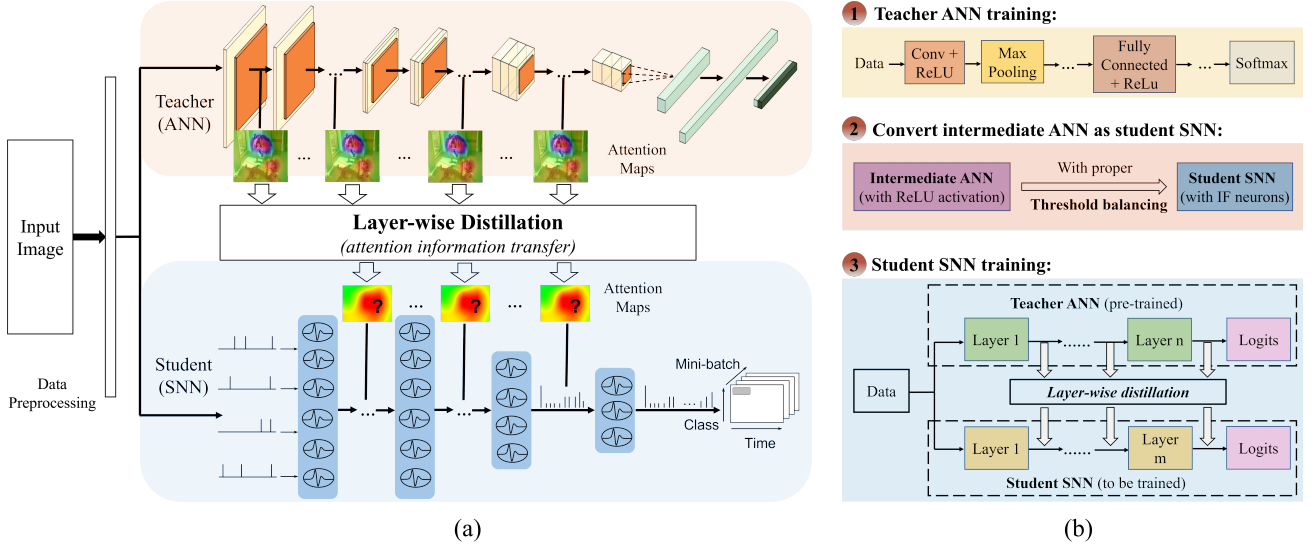 Teacher
(ANN)
...
...
...
...
...
...
Attention
Maps
Input
Image
Layer-wise Distillation
(attention information transfer)
?
...
?
...
?
Attention
Maps
Student
(SNN)
Data
Preprocessing
...
...
...
Mini-batch
Class
Time
(a)
1 Teacher ANN training:
Data
Conv +
ReLU
Max
Pooling
......
Fully
Connected
+ ReLu
...
Softmax
2 Convert intermediate ANN as student SNN:
Intermediate ANN
(with ReLU activation)
With proper
Threshold balancing
Student SNN
(with IF neurons)
3 Student SNN training:
Teacher ANN (pre-trained)
Layer 1
......
Layer n
Logits
Data
Layer-wise distillation
Layer 1
......
Layer
m
Logits
Student SNN (to be trained)
(b)